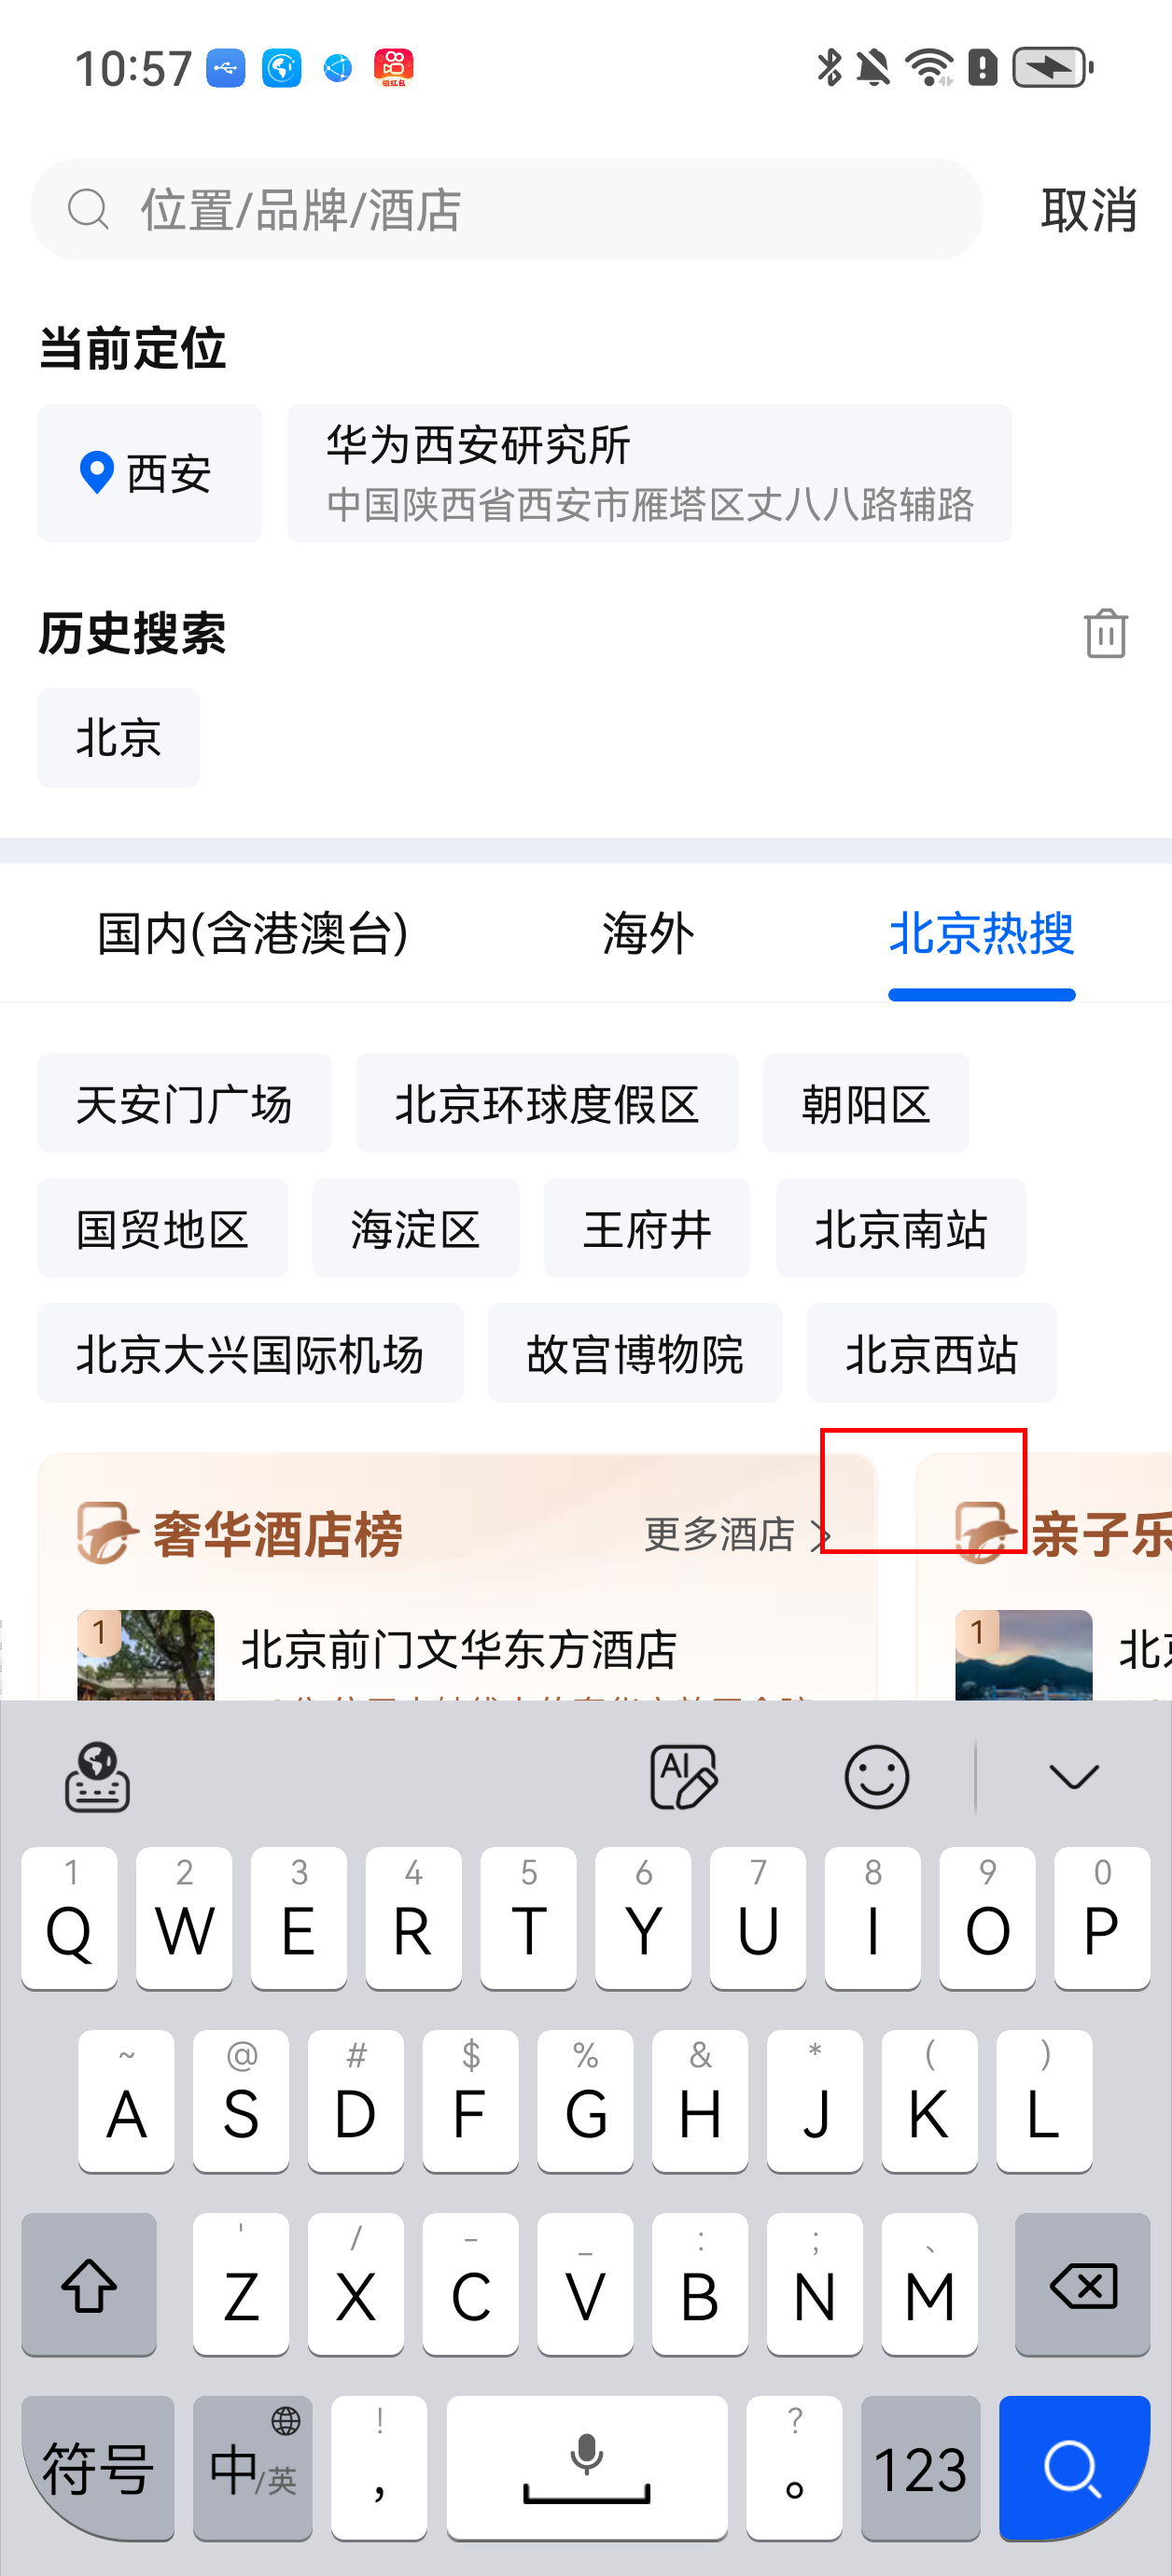 10:57
位置/品牌/酒店
取消
当前定位
西安
华为西安研究所
中国陕西省西安市雁塔区丈八八路辅路
历史搜索
北京
国内(含港澳台) 海外 北京热搜
天安门广场 北京环球度假区 朝阳区
国贸地区 海淀区 王府井 北京南站
北京大兴国际机场 故宫博物院 北京西站
奢华酒店榜 更多酒店 > 亲子乐
1 北京前门文华东方酒店 1
AI
1 2 3 4 5 6 7 8 9 0
Q W E R T Y U I O P
~ @ # $ % & * ( )
A S D F G H J K L
' / - _ : ; 、
Z X C V B N M
! ?
符号 中/英 , 。 123